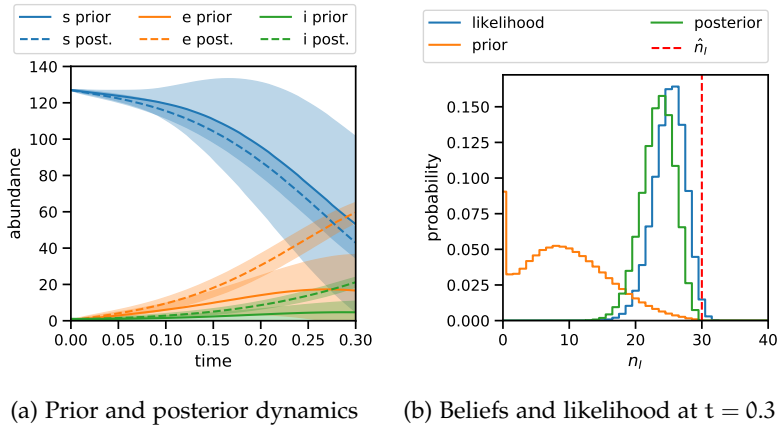 s prior e prior i prior
s post. e post. i post.
likelihood posterior
prior n̂_I
140
120
100
80
60
40
20
0
abundance
0.00 0.05 0.10 0.15 0.20 0.25 0.30
time
0.150
0.125
0.100
0.075
0.050
0.025
0.000
probability
0 10 20 30 40
n_I
(a) Prior and posterior dynamics
(b) Beliefs and likelihood at t = 0.3